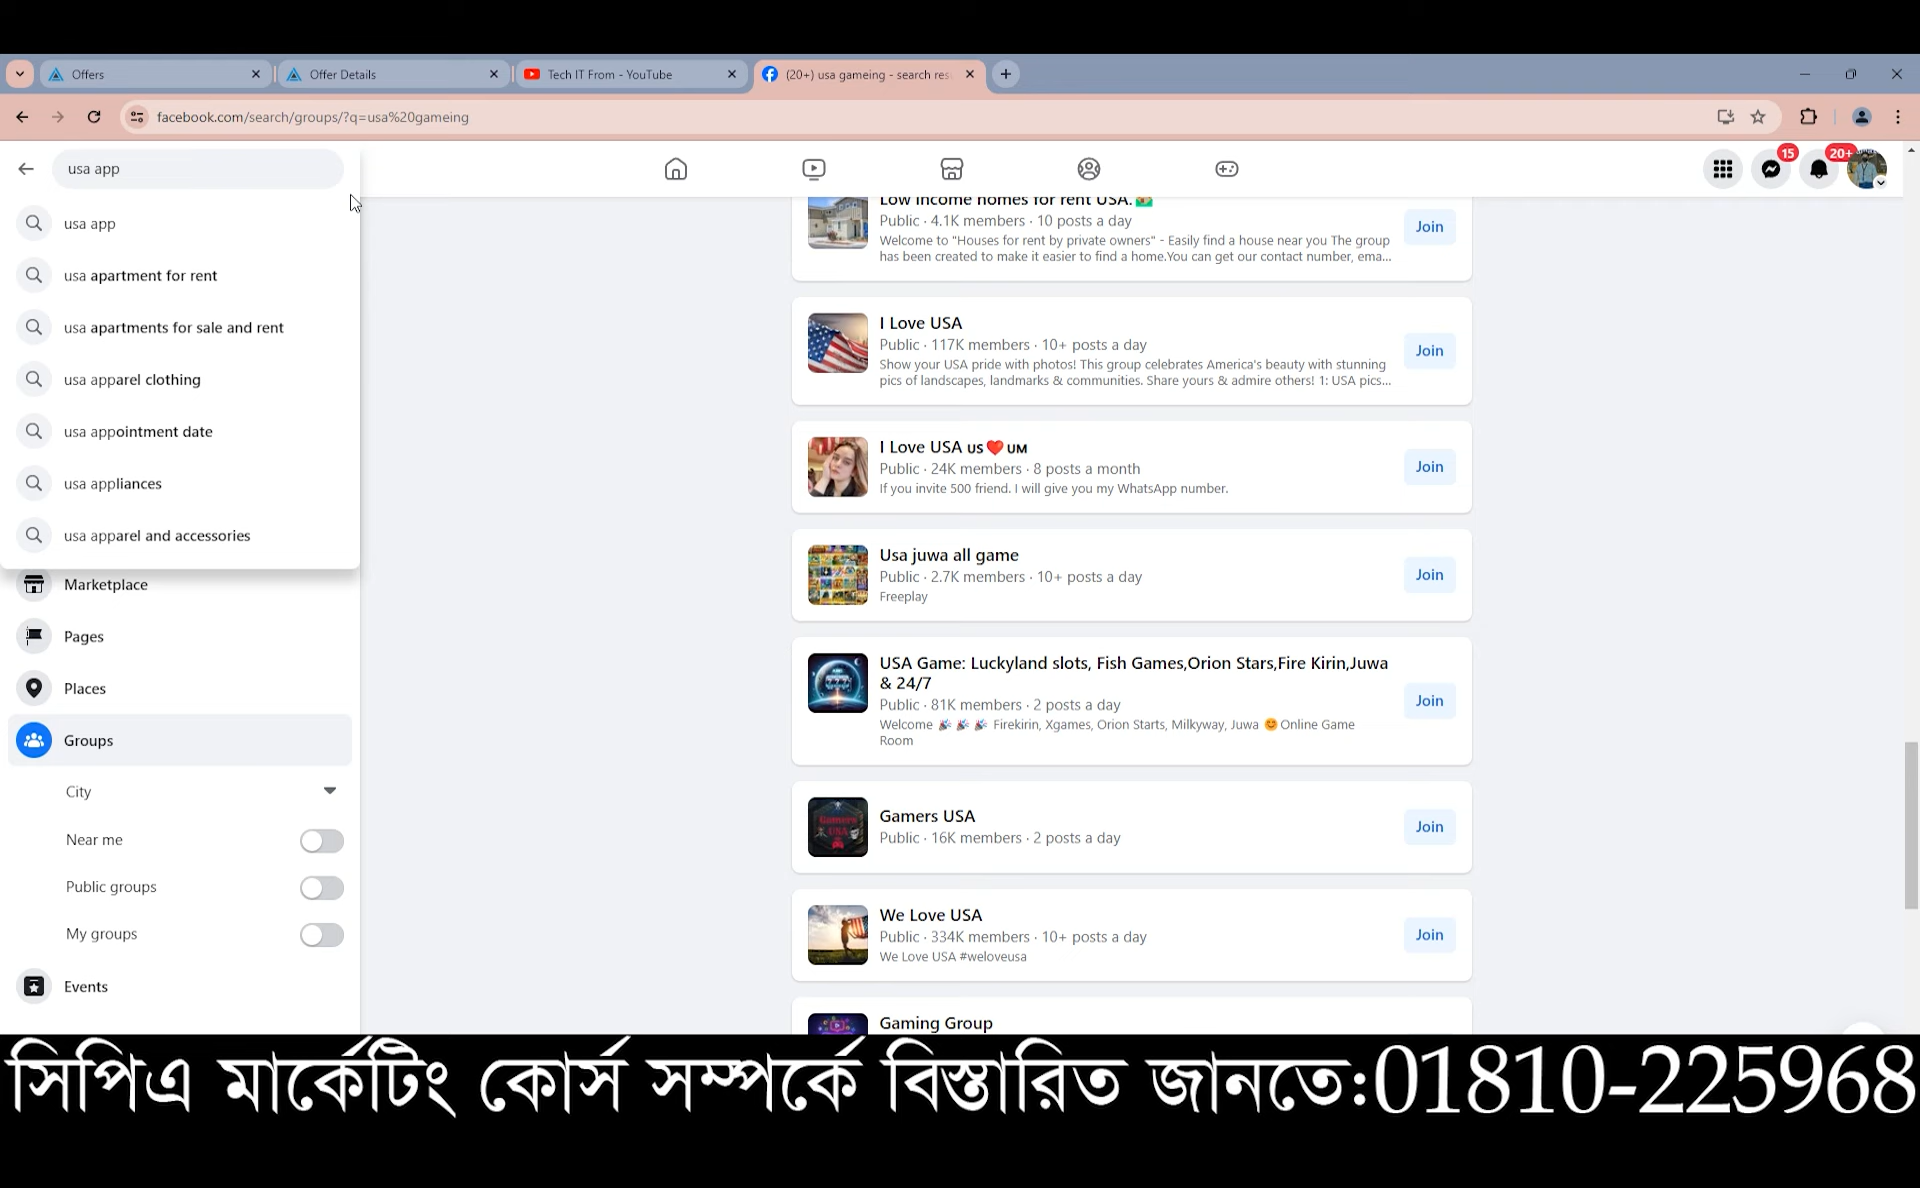 Offers
Offer Details
Tech IT From - YouTube
(20+) usa gameing - search res
facebook.com/search/groups/?q=usa%20gameing
usa app
15
20+
usa app
usa apartment for rent
usa apartments for sale and rent
usa apparel clothing
usa appointment date
usa appliances
usa apparel and accessories
Marketplace
Pages
Places
Groups
City
Near me
Public groups
My groups
Events
Low income homes for rent USA.
Public · 4.1K members · 10 posts a day
Welcome to "Houses for rent by private owners" - Easily find a house near you The group
has been created to make it easier to find a home.You can get our contact number, ema...
Join
I Love USA
Public · 117K members · 10+ posts a day
Show your USA pride with photos! This group celebrates America's beauty with stunning
pics of landscapes, landmarks & communities. Share yours & admire others! 1: USA pics...
Join
I Love USA US❤️UM
Public · 24K members · 8 posts a month
If you invite 500 friend. I will give you my WhatsApp number.
Join
Usa juwa all game
Public · 2.7K members · 10+ posts a day
Freeplay
Join
USA Game: Luckyland slots, Fish Games,Orion Stars,Fire Kirin,Juwa
& 24/7
Public · 81K members · 2 posts a day
Welcome 🎉 🎉 🎉 Firekirin, Xgames, Orion Starts, Milkyway, Juwa 😊 Online Game
Room
Join
Gamers USA
Public · 16K members · 2 posts a day
Join
We Love USA
Public · 334K members · 10+ posts a day
We Love USA #weloveusa
Join
Gaming Group
সিপিএ মার্কেটিং কোর্স সম্পর্কে বিস্তারিত জানতে:01810-225968